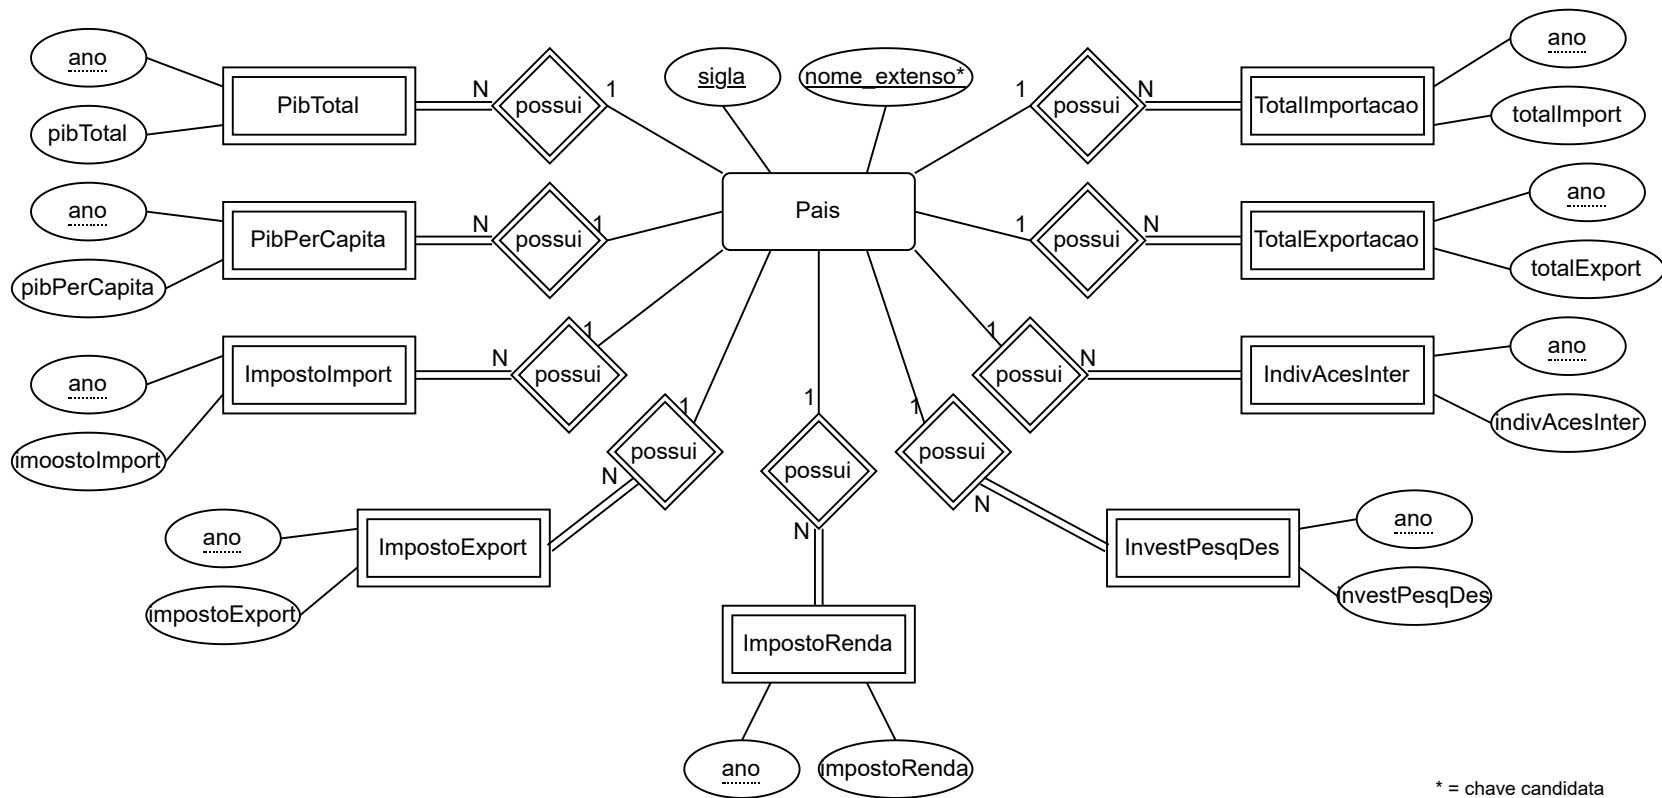 ano
PibTotal
N
possui
1
pibTotal
sigla
nome_extenso*
1
possui
N
TotalImportacao
ano
totalImport
ano
PibPerCapita
N
possui
1
pibPerCapita
Pais
1
possui
N
TotalExportacao
ano
totalExport
ano
ImpostoImport
N
possui
1
imoostoImport
1
possui
N
IndivAcesInter
ano
indivAcesInter
ano
ImpostoExport
N
possui
1
impostoExport
1
possui
N
ImpostoRenda
ano
impostoRenda
1
possui
N
InvestPesqDes
ano
investPesqDes
* = chave candidata